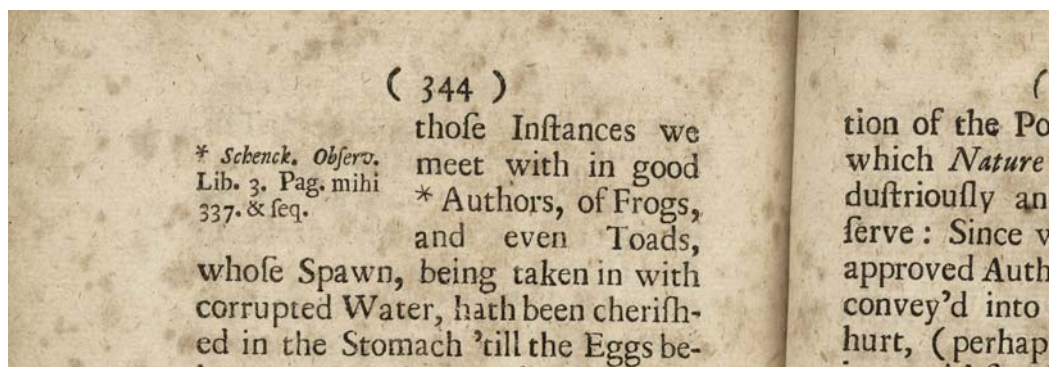 ( 344 )
thoſe Inſtances we
meet with in good
* Authors, of Frogs,
and even Toads,
* Schenck. Obſerv.
Lib. 3. Pag. mihi
337. & ſeq.
whoſe Spawn, being taken in with
corrupted Water, hath been cheriſh-
ed in the Stomach 'till the Eggs be-
(
tion of the Po
which Nature
duſtriouſly an
ſerve : Since
approved Auth
convey'd into
hurt, ( perhap